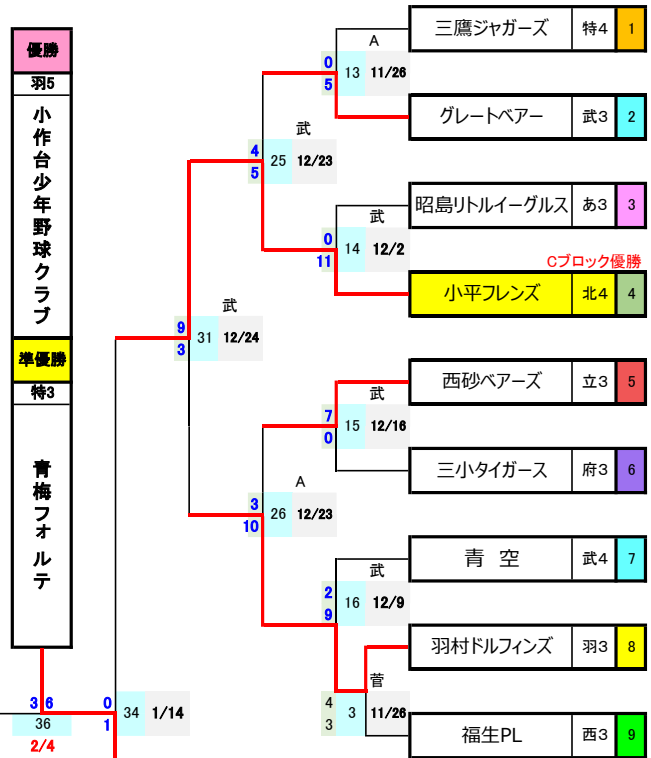 優勝
羽5
小作台少年野球クラブ
準優勝
特3
青梅フォルテ
3 6
36
2/4
0
1
34 1/14
武
9
3
31 12/24
武
4
5
25 12/23
A
3
10
26 12/23
A
0
5
13 11/26
武
0
11
14 12/2
武
7
0
15 12/16
武
2
9
16 12/9
菅
4
3
3 11/26
三鷹ジャガーズ 特4 1
グレートベアー 武3 2
昭島リトルイーグルス あ3 3
Cブロック優勝
小平フレンズ 北4 4
西砂ベアーズ 立3 5
三小タイガース 府3 6
青 空 武4 7
羽村ドルフィンズ 羽3 8
福生PL 西3 9